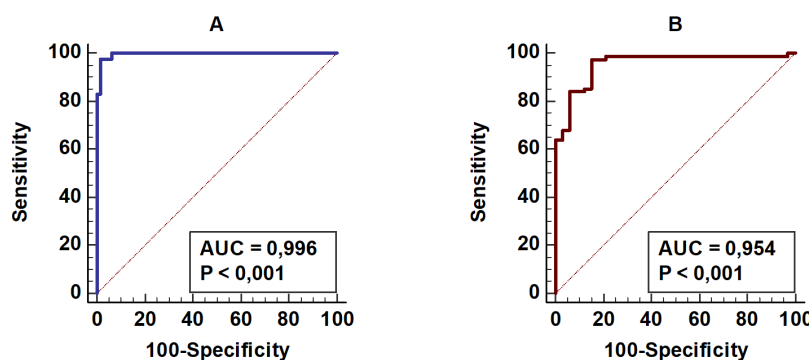 A
100
80
60
40
20
0
Sensitivity
AUC = 0,996
P < 0,001
0 20 40 60 80 100
100-Specificity
B
100
80
60
40
20
0
Sensitivity
AUC = 0,954
P < 0,001
0 20 40 60 80 100
100-Specificity